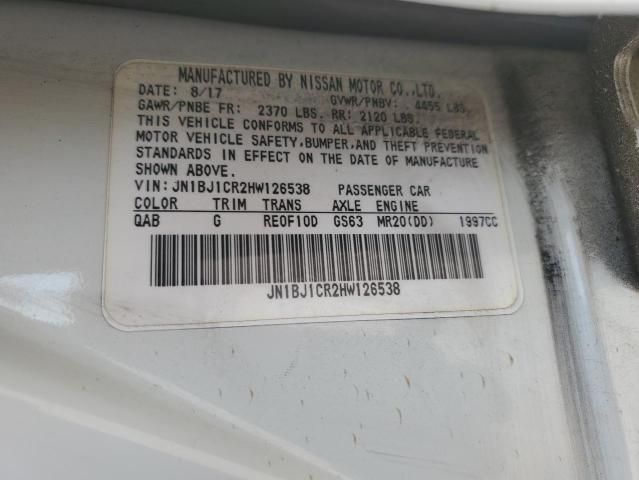 MANUFACTURED BY NISSAN MOTOR CO.,LTD.
DATE: 8/17 GVWR/PNBV: 4455 LBS.
GAWR/PNBE FR: 2370 LBS. RR: 2120 LBS.
THIS VEHICLE CONFORMS TO ALL APPLICABLE FEDERAL
MOTOR VEHICLE SAFETY,BUMPER,AND THEFT PREVENTION
STANDARDS IN EFFECT ON THE DATE OF MANUFACTURE
SHOWN ABOVE.
VIN:JN1BJ1CR2HW126538 PASSENGER CAR
COLOR TRIM TRANS AXLE ENGINE
QAB G RE0F10D GS63 MR20(DD) 1997CC
JN1BJ1CR2HW126538